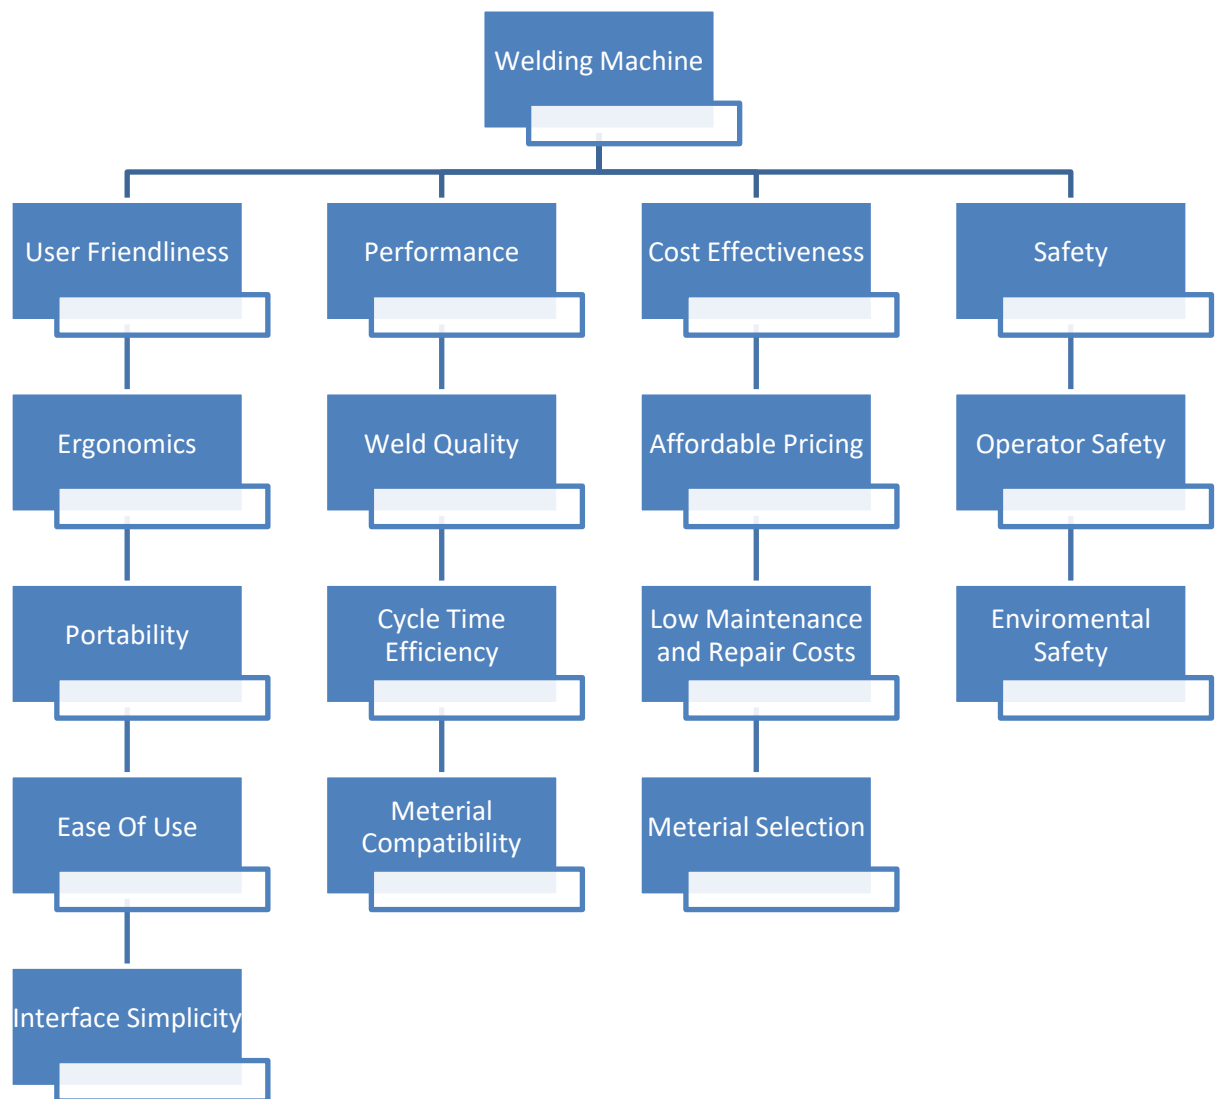 Welding Machine
User Friendliness
Performance
Cost Effectiveness
Safety
Ergonomics
Weld Quality
Affordable Pricing
Operator Safety
Portability
Cycle Time
Efficiency
Low Maintenance
and Repair Costs
Enviromental
Safety
Ease Of Use
Meterial
Compatibility
Meterial Selection
Interface Simplicity